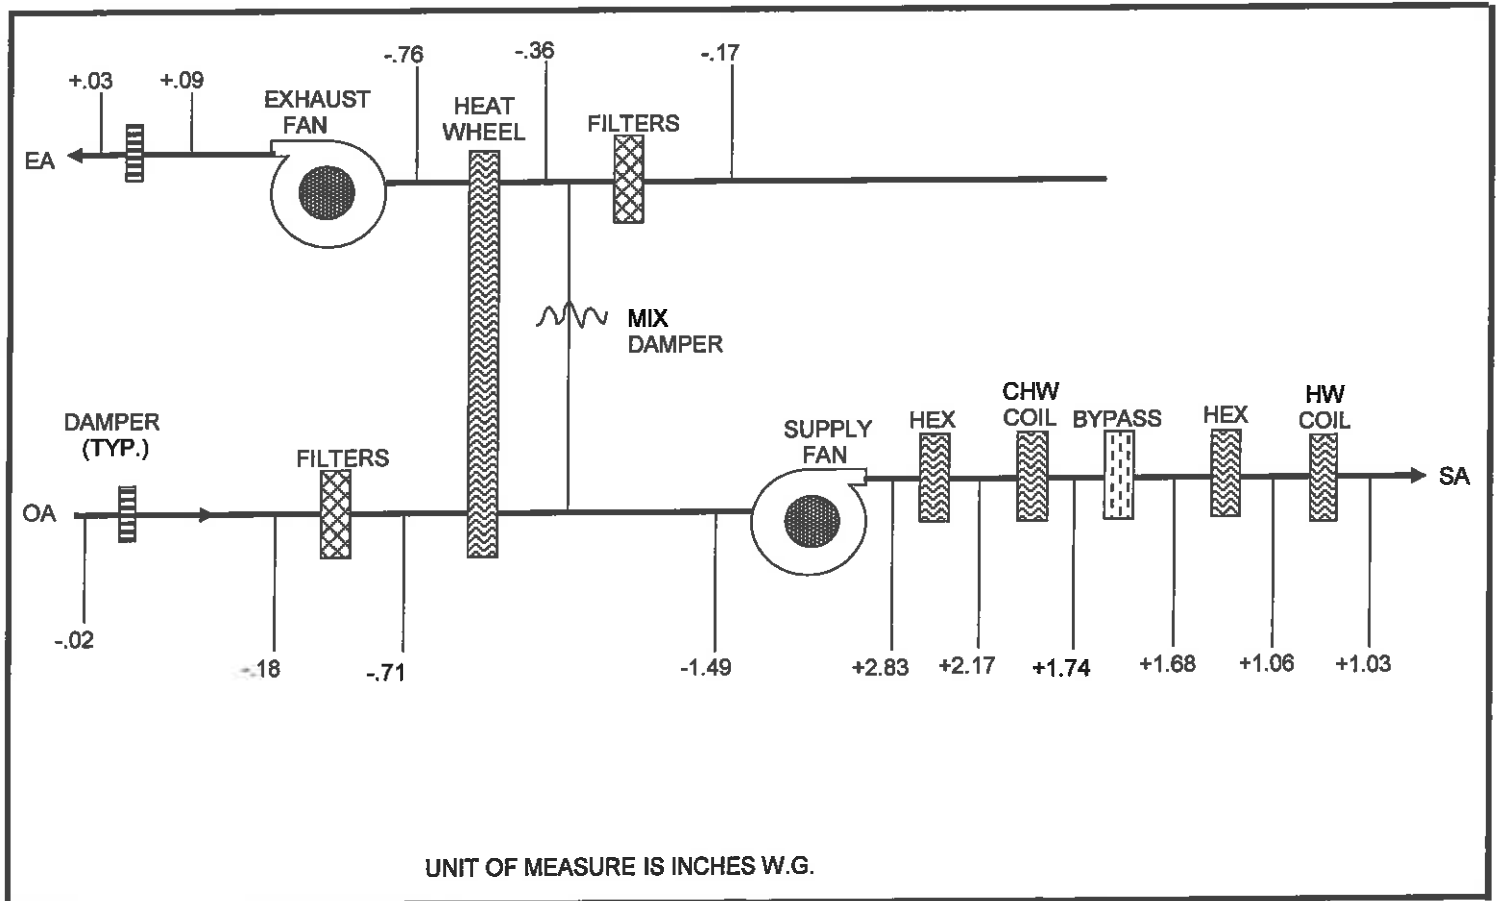 +.03
+.09
-.76
-.36
-.17
EXHAUST
FAN
HEAT
WHEEL
FILTERS
EA
MIX
DAMPER
DAMPER
(TYP.)
FILTERS
SUPPLY
FAN
HEX
CHW
COIL
BYPASS
HEX
HW
COIL
OA
SA
-.02
-.18
-.71
-1.49
+2.83
+2.17
+1.74
+1.68
+1.06
+1.03
UNIT OF MEASURE IS INCHES W.G.